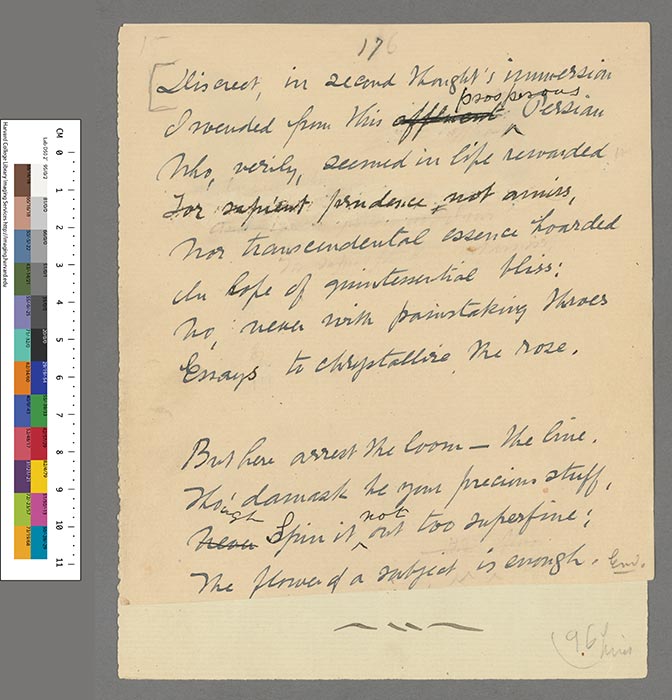 176
Discreet, in second thought's immersion
prosperous
I wended from this affluent ‸ Persian
Who, verily, seemed in life rewarded
For sapient prudence not amiss,
Nor transcendental essence hoarded
In hope of quintessential bliss:
No, never with painstaking throes
Essays to chrystallize the rose.
But here arrest the loom — the line.
Tho' damask be your precious stuff,
ugh not
Never Spin it ‸ out too superfine:
The flower of a subject is enough. End.
96 lines
Harvard College Library Imaging Services http://imaging.harvard.edu
CM 0 1 2 3 4 5 6 7 8 9 10 11